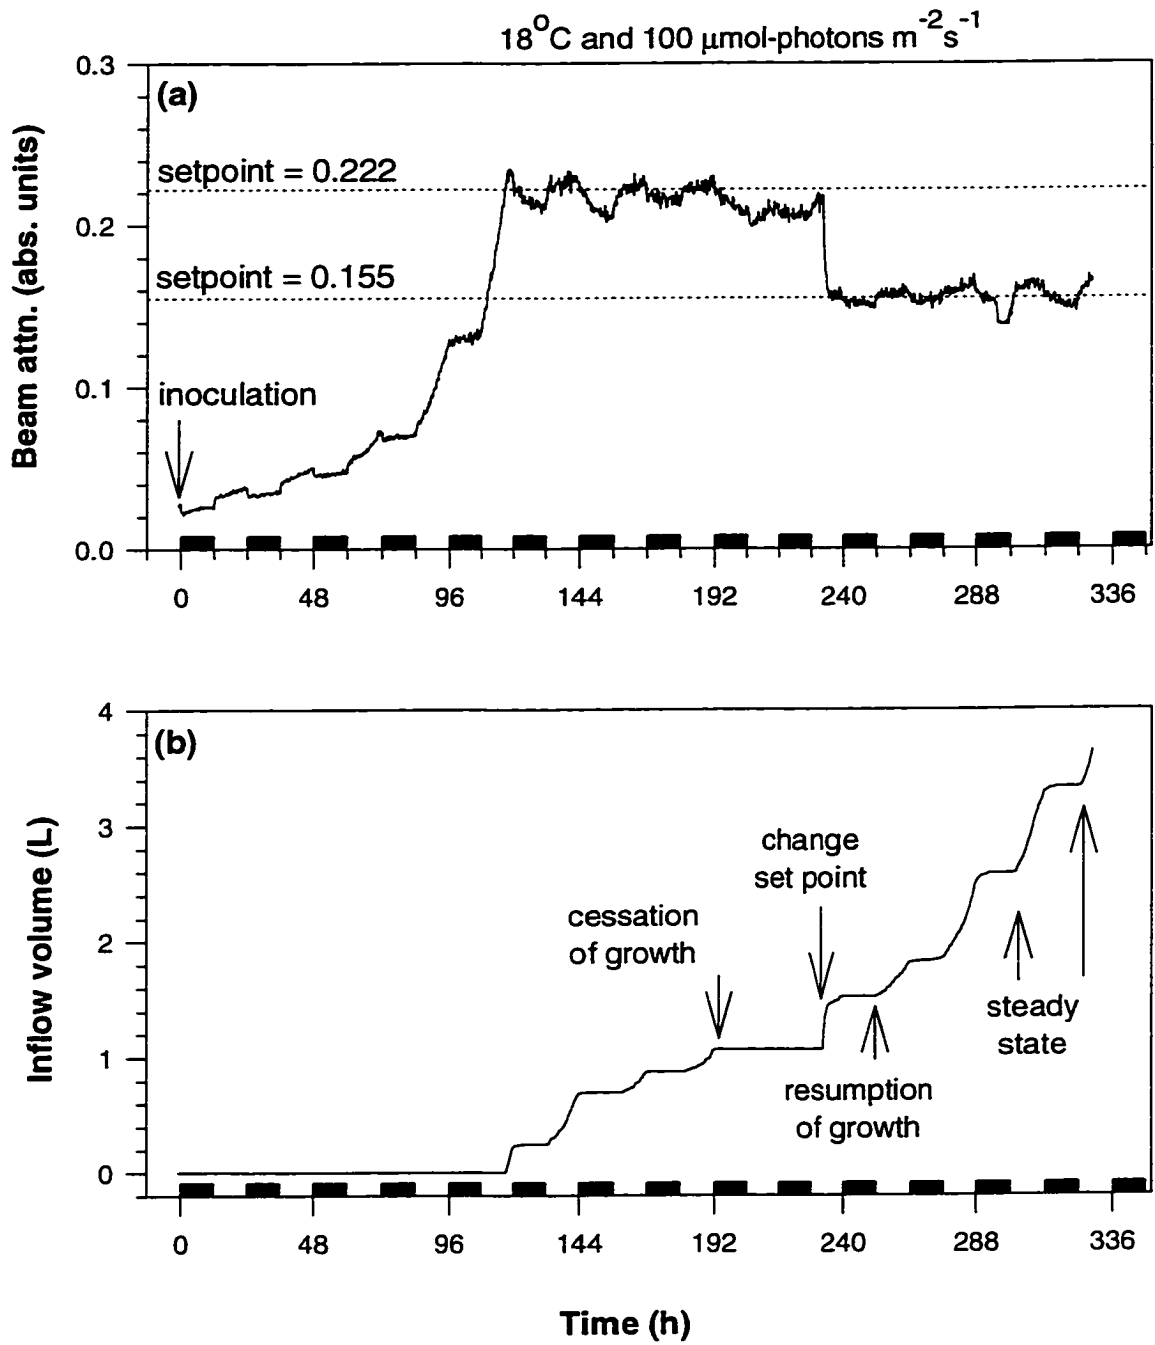 18°C and 100 μmol-photons m⁻²s⁻¹
(a)
Beam attn. (abs. units)
0.3
0.2
0.1
0.0
setpoint = 0.222
setpoint = 0.155
inoculation
0 48 96 144 192 240 288 336
(b)
Inflow volume (L)
4
3
2
1
0
change
set point
cessation
of growth
steady
state
resumption
of growth
0 48 96 144 192 240 288 336
Time (h)